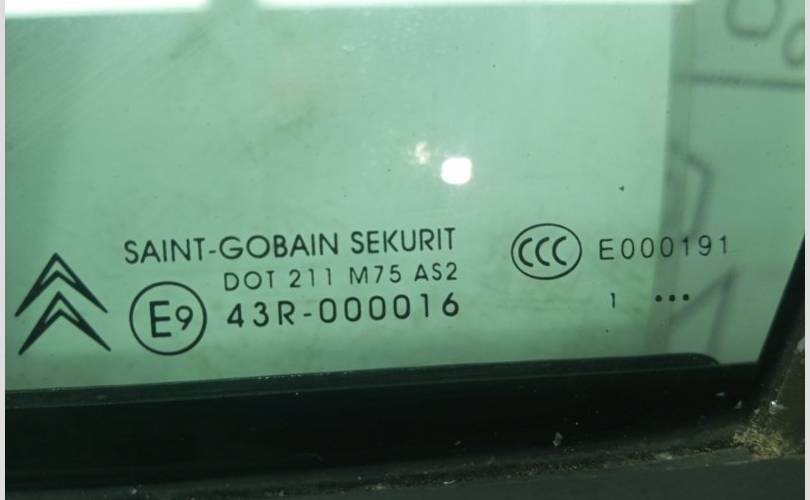 SAINT-GOBAIN SEKURIT
DOT 211 M75 AS2
E9 43R-000016
CCC E000191
1 •••